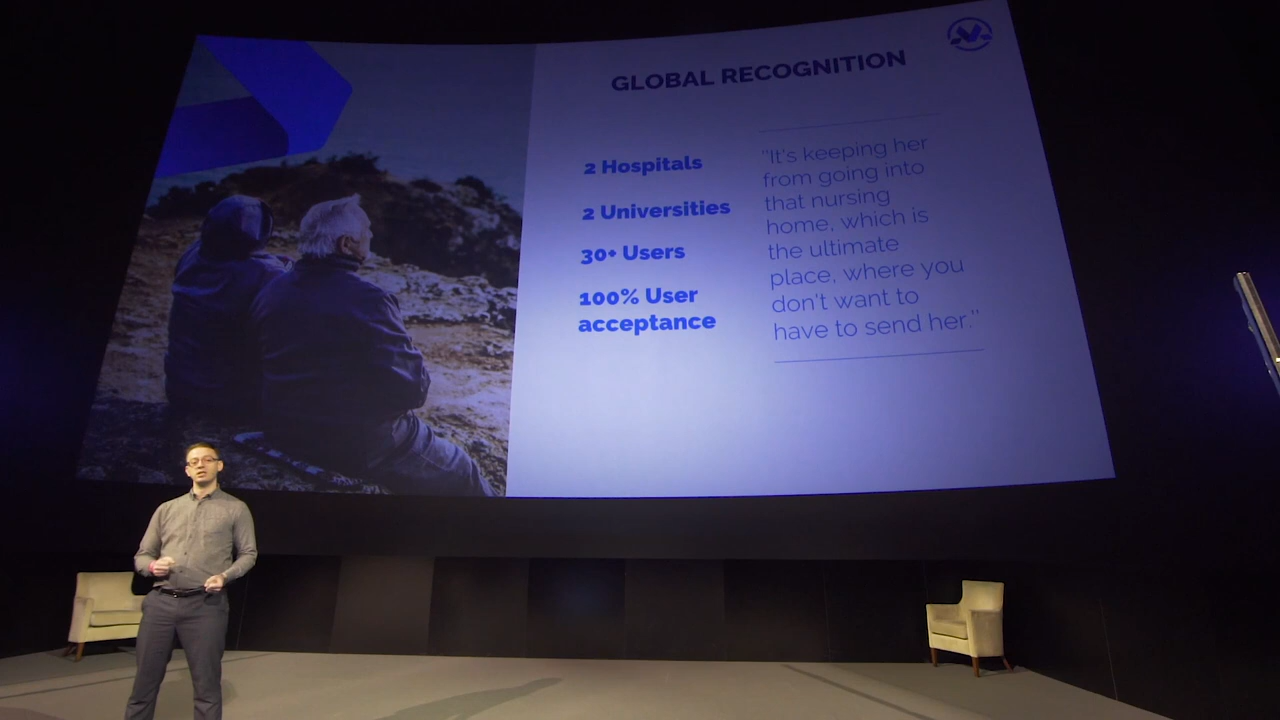 GLOBAL RECOGNITION
2 Hospitals
2 Universities
30+ Users
100% User
acceptance
"It's keeping her
from going into
that nursing
home, which is
the ultimate
place, where you
don't want to
have to send her."